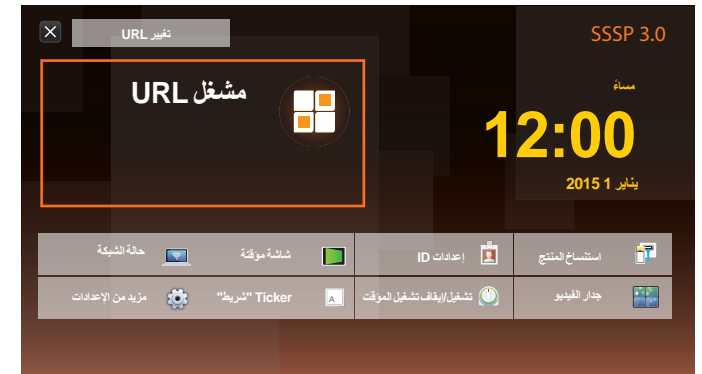 تغيير URL
SSSP 3.0
مشغل URL
مساءً
12:00
يناير 1 2015
استنساخ المنتج
إعدادات ID
شاشة مؤقتة
حالة الشبكة
جدار الفيديو
تشغيل/إيقاف تشغيل المؤقت
Ticker "شريط"
مزيد من الإعدادات
A